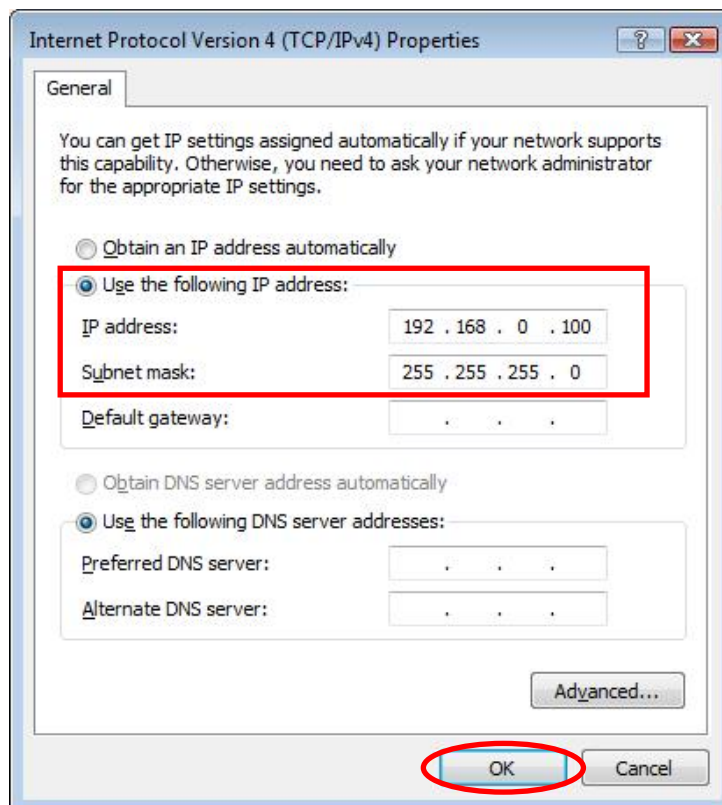 Internet Protocol Version 4 (TCP/IPv4) Properties
General
You can get IP settings assigned automatically if your network supports
this capability. Otherwise, you need to ask your network administrator
for the appropriate IP settings.
Obtain an IP address automatically
Use the following IP address:
IP address: 192 . 168 . 0 . 100
Subnet mask: 255 . 255 . 255 . 0
Default gateway: . . .
Obtain DNS server address automatically
Use the following DNS server addresses:
Preferred DNS server: . . .
Alternate DNS server: . . .
Advanced...
OK Cancel